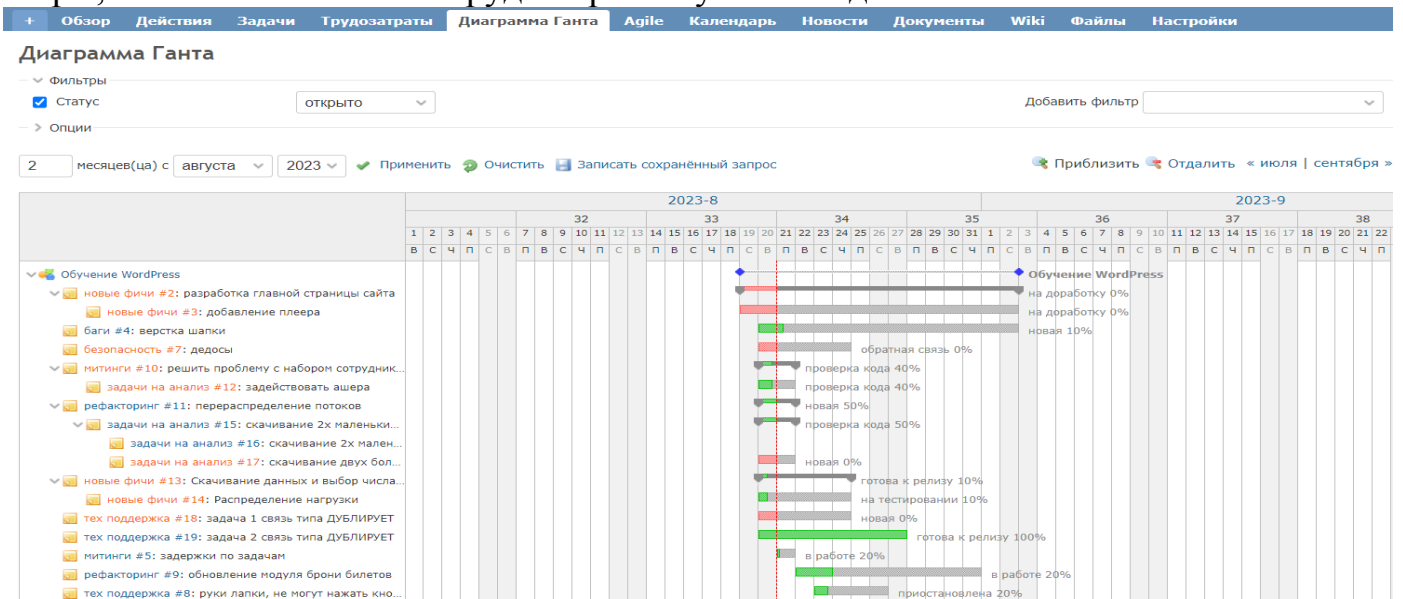 + Обзор Действия Задачи Трудозатраты Диаграмма Ганта Agile Календарь Новости Документы Wiki Файлы Настройки
Диаграмма Ганта
Фильтры
Статус открыто Добавить фильтр
Опции
2 месяцев(ца) с августа 2023 Применить Очистить Записать сохранённый запрос Приблизить Отдалить « июля | сентября »
2023-8 2023-9
32 33 34 35 36 37 38
1 2 3 4 5 6 7 8 9 10 11 12 13 14 15 16 17 18 19 20 21 22 23 24 25 26 27 28 29 30 31 1 2 3 4 5 6 7 8 9 10 11 12 13 14 15 16 17 18 19 20 21 22
В С Ч П С В П В С Ч П С В П В С Ч П С В П В С Ч П С В П В С Ч П С В П В С Ч П С В П В С Ч П С В П В С Ч П
Обучение WordPress Обучение WordPress
новые фичи #2: разработка главной страницы сайта на доработку 0%
новые фичи #3: добавление плеера на доработку 0%
баги #4: верстка шапки новая 10%
безопасность #7: дедосы обратная связь 0%
митинги #10: решить проблему с набором сотрудник... проверка кода 40%
задачи на анализ #12: задействовать ашера проверка кода 40%
рефакторинг #11: перераспределение потоков новая 50%
задачи на анализ #15: скачивание 2х маленьки... проверка кода 50%
задачи на анализ #16: скачивание 2х мален...
задачи на анализ #17: скачивание двух бол... новая 0%
новые фичи #13: Скачивание данных и выбор числа... готова к релизу 10%
новые фичи #14: Распределение нагрузки на тестировании 10%
тех поддержка #18: задача 1 связь типа ДУБЛИРУЕТ новая 0%
тех поддержка #19: задача 2 связь типа ДУБЛИРУЕТ готова к релизу 100%
митинги #5: задержки по задачам в работе 20%
рефакторинг #9: обновление модуля брони билетов в работе 20%
тех поддержка #8: руки лапки, не могут нажать кно... приостановлена 20%